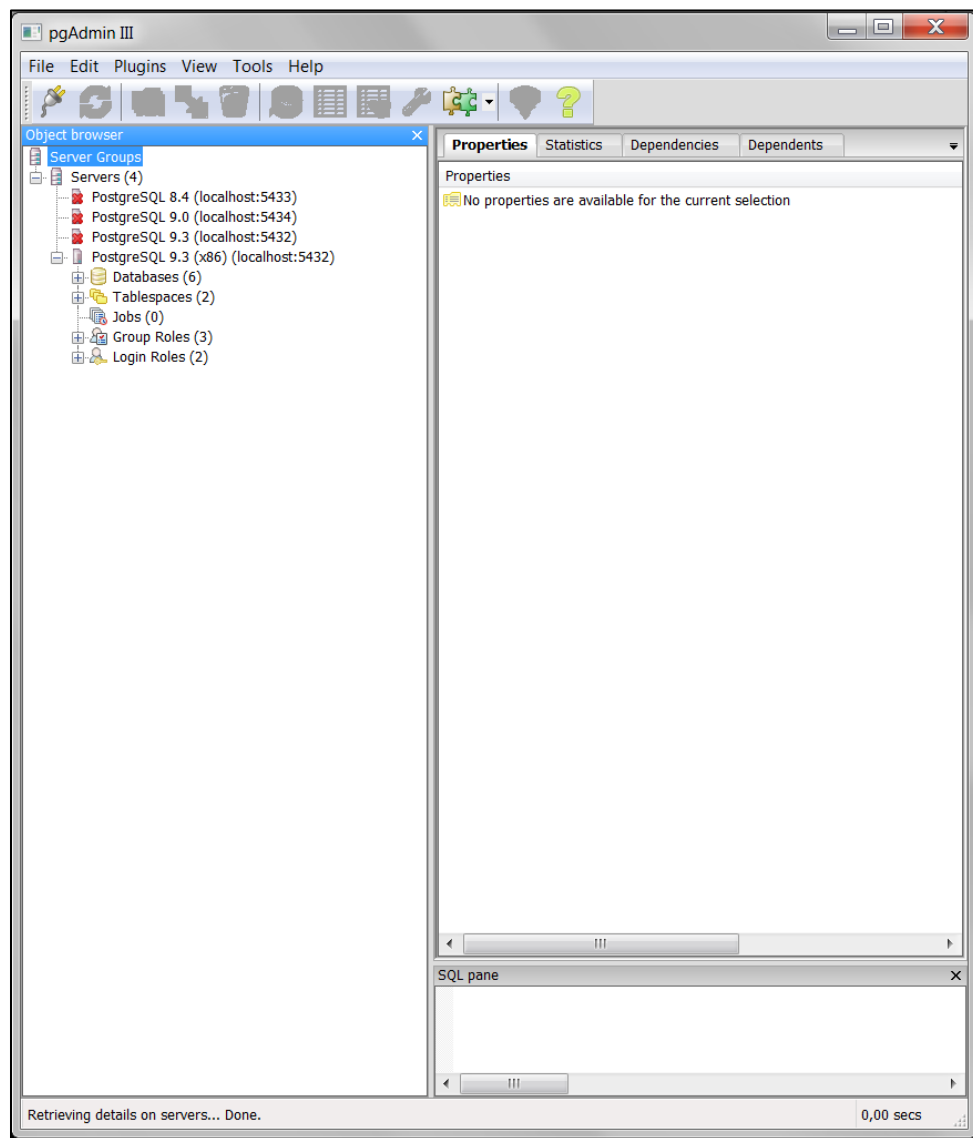 pgAdmin III
File Edit Plugins View Tools Help
Object browser
Server Groups
Servers (4)
PostgreSQL 8.4 (localhost:5433)
PostgreSQL 9.0 (localhost:5434)
PostgreSQL 9.3 (localhost:5432)
PostgreSQL 9.3 (x86) (localhost:5432)
Databases (6)
Tablespaces (2)
Jobs (0)
Group Roles (3)
Login Roles (2)
Properties Statistics Dependencies Dependents
Properties
No properties are available for the current selection
SQL pane
Retrieving details on servers... Done. 0,00 secs